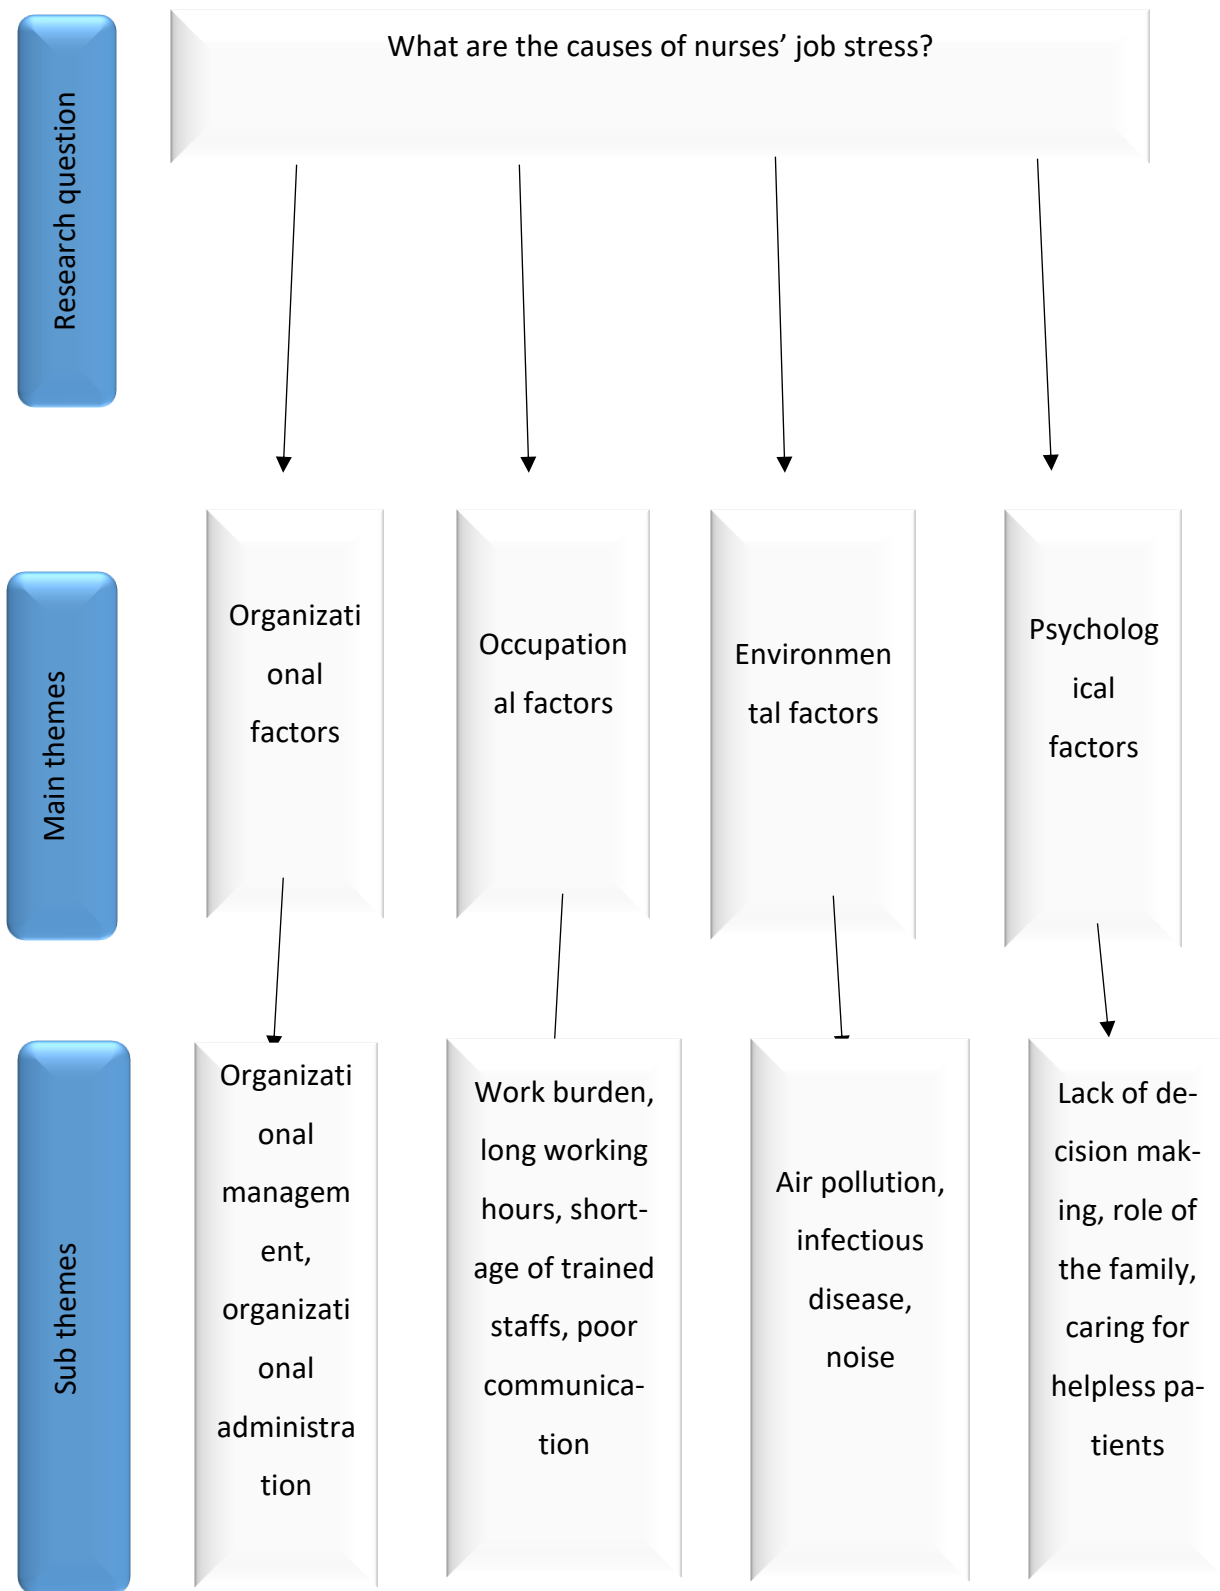 Research question
What are the causes of nurses’ job stress?
Main themes
Organizati
onal
factors
Occupation
al factors
Environmen
tal factors
Psycholog
ical
factors
Sub themes
Organizati
onal
managem
ent,
organizati
onal
administra
tion
Work burden,
long working
hours, short-
age of trained
staffs, poor
communica-
tion
Air pollution,
infectious
disease,
noise
Lack of de-
cision mak-
ing, role of
the family,
caring for
helpless pa-
tients